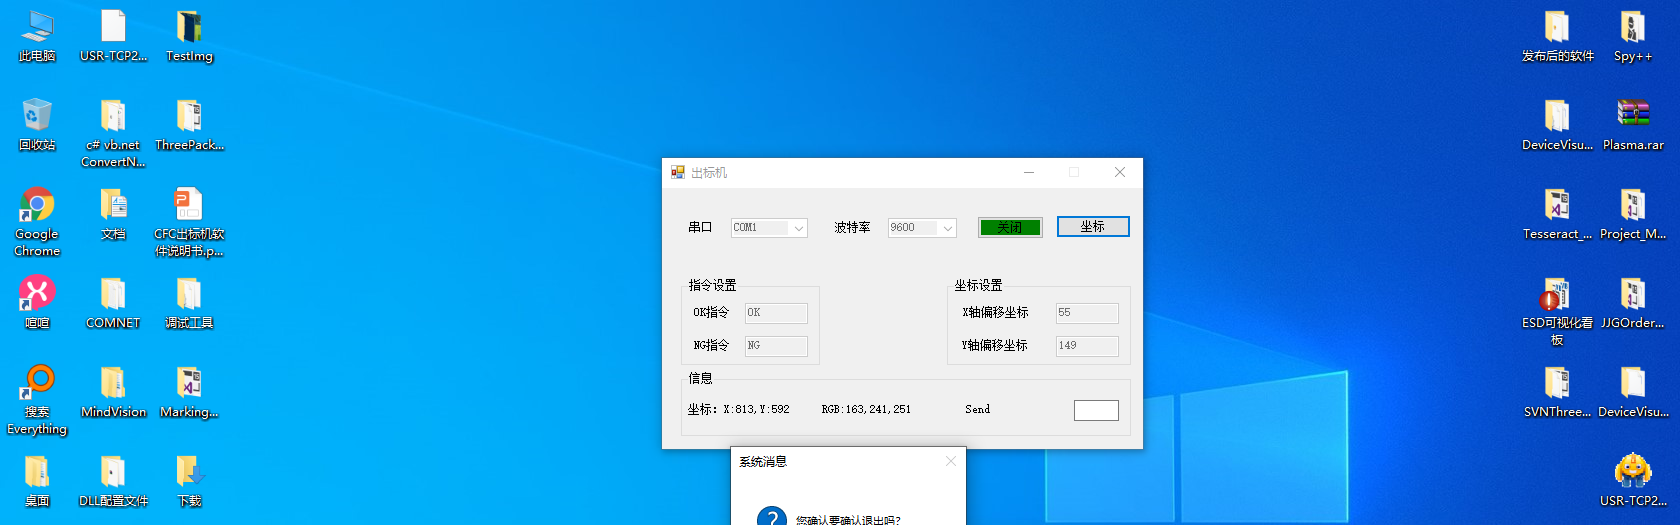 此电脑
USR-TCP2...
TestImg
发布后的软件
Spy++
回收站
c# vb.net
ConvertN...
ThreePack...
DeviceVisu...
Plasma.rar
Google
Chrome
文档
CFC出标机软
件说明书.p...
Tesseract_...
Project_M...
喧喧
COMNET
调试工具
ESD可视化看
板
JJGOrder...
搜索
Everything
MindVision
Marking...
SVNThree...
DeviceVisu...
桌面
DLL配置文件
下载
USR-TCP2...
出标机
串口
COM1
波特率
9600
关闭
坐标
指令设置
OK指令
OK
NG指令
NG
坐标设置
X轴偏移坐标
55
Y轴偏移坐标
149
信息
坐标：X:813,Y:592
RGB:163,241,251
Send
系统消息
您确认要确认退出吗?